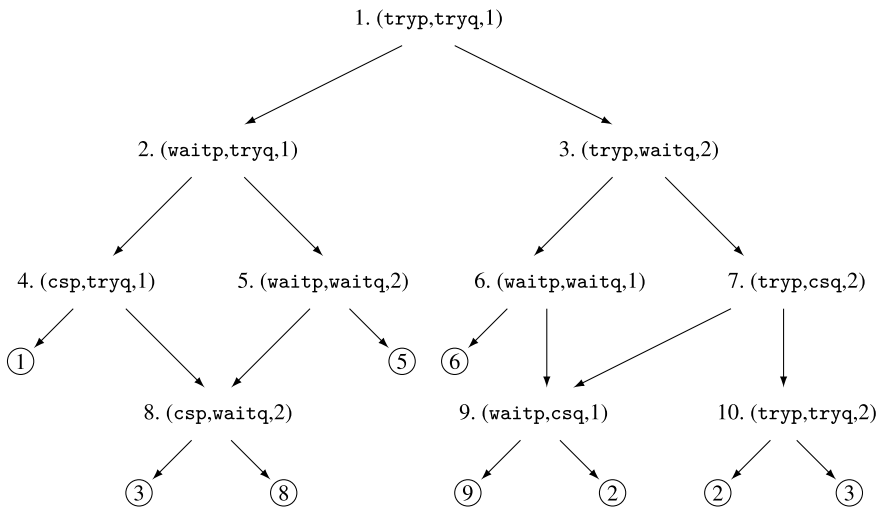 1. (tryp,tryq,1)
2. (waitp,tryq,1) 3. (tryp,waitq,2)
4. (csp,tryq,1) 5. (waitp,waitq,2) 6. (waitp,waitq,1) 7. (tryp,csq,2)
1 5 6
8. (csp,waitq,2) 9. (waitp,csq,1) 10. (tryp,tryq,2)
3 8 9 2 2 3